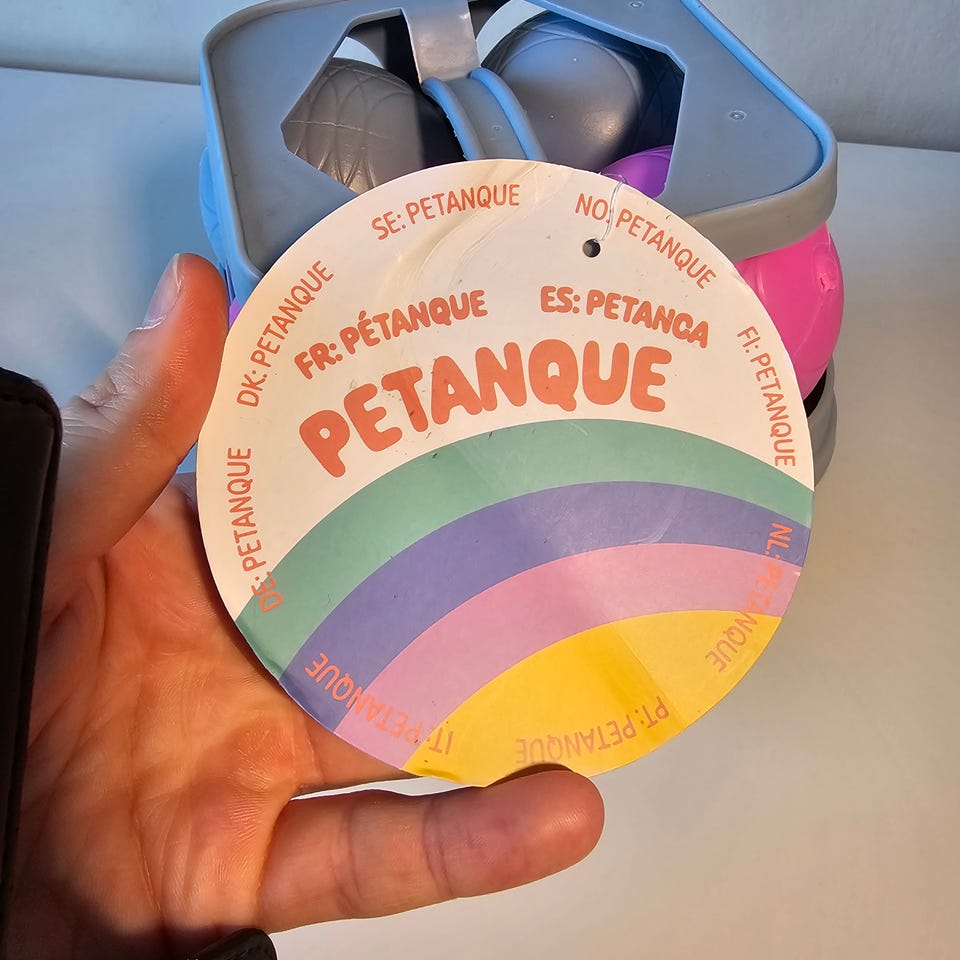 SE: PETANQUE
NO: PETANQUE
DK: PETANQUE
FR: PÉTANQUE
ES: PETANCA
FI: PETANQUE
PETANQUE
DE: PETANQUE
NL: PETANQUE
IT: PETANQUE
PT: PETANQUE